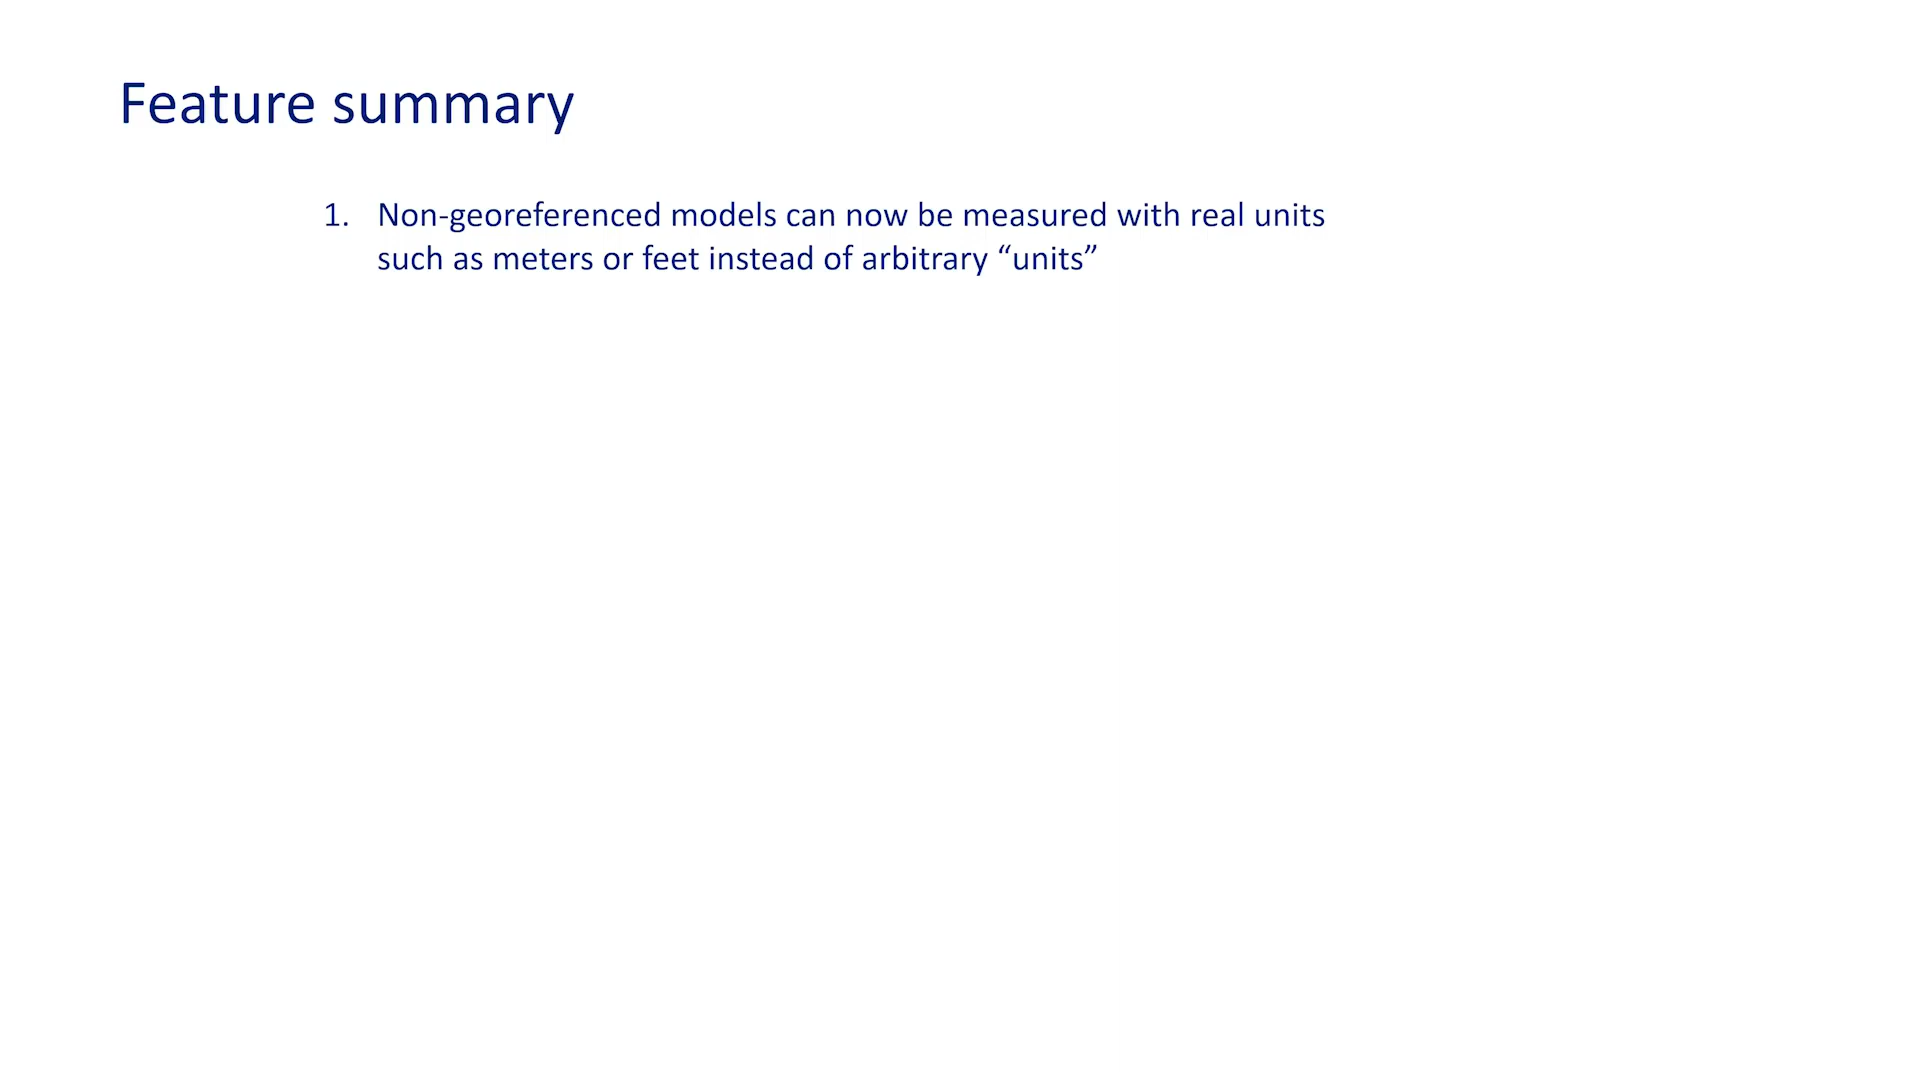 Feature summary
1. Non-georeferenced models can now be measured with real units
such as meters or feet instead of arbitrary “units”